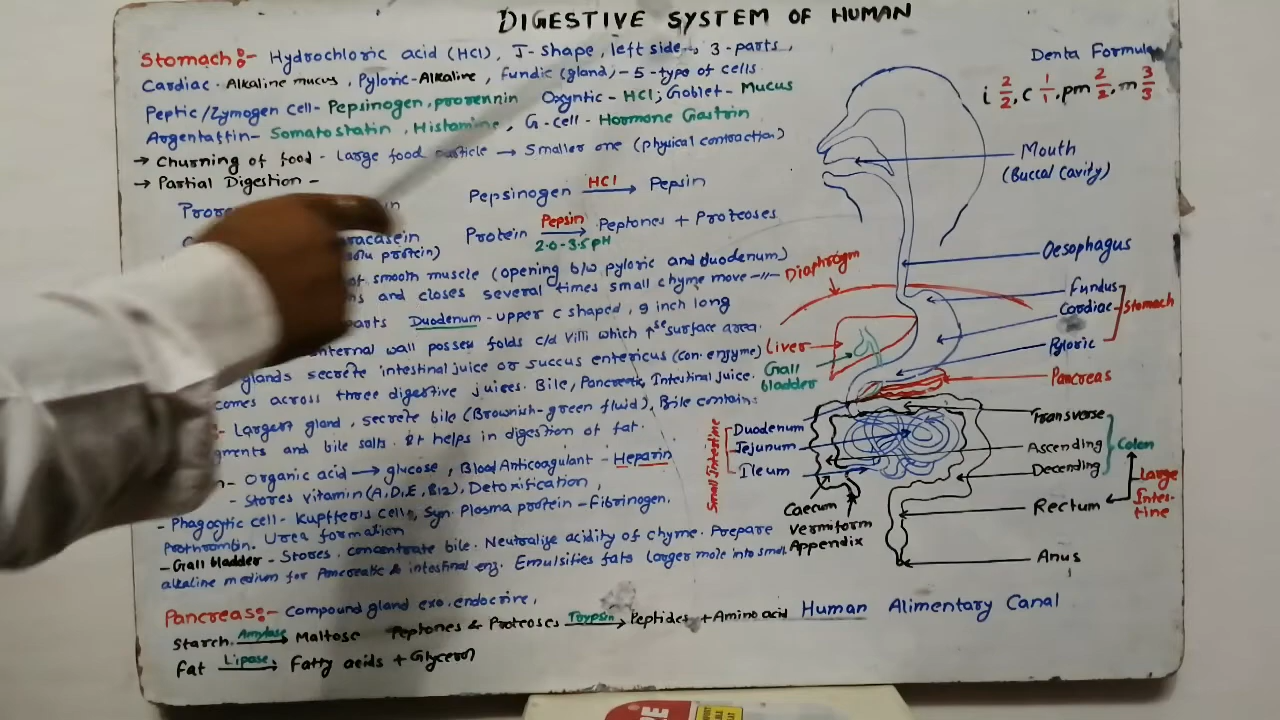 DIGESTIVE SYSTEM OF HUMAN
Stomach:- Hydrochloric acid (HCl), J-shape, left side, 3-parts,
Cardiac-Alkaline mucus, Pyloric-Alkaline, Fundic (gland)-5-type of cells
Peptic/Zymogen cell-Pepsinogen, prorennin Oxyntic-HCl; Goblet-Mucus
Argentaffin-Somatostatin, Histamine, G-cell-Hormone Gastrin
→ Churning of food - Large food particle → Smaller one (physical contraction)
→ Partial Digestion -
Pepsinogen HCl → Pepsin
Protein Pepsin → Peptones + Proteoses
2.0-3.5 pH
paracasein
protein)
of smooth muscle (opening b/w pyloric and duodenum)
and closes several times small chyme move -//-
parts Duodenum-upper c shaped, 9 inch long
internal wall posses folds c/d villi which ↑se surface area.
glands secrete intestinal juice or succus entericus (con. enzyme)
comes across three digestive juices. Bile, Pancreatic, Intestinal juice.
- Largest gland, secrete bile (Brownish-green fluid), Bile contain:
and bile salts. It helps in digestion of fat.
- Organic acid → glucose, Blood Anticoagulant - Heparin
- Stores vitamin (A,D,E,B12), Detoxification,
- Phagocytic cell-Kupffer's cell, Syn. Plasma protein-Fibrinogen,
Prothrombin. Urea formation
- Gall bladder - Stores, concentrate bile. Neutralise acidity of chyme. Prepare
alkaline medium for Pancreatic & intestinal enz. Emulsifies fats larger mole into small
Pancreas:- Compound gland exo.endocrine,
Starch Amylase → Maltose Peptones & Proteoses Trypsin → Peptides + Amino acid
Fat Lipase → Fatty acids + Glycerol
Denta Formula
i 2/2, c 1/1, pm 2/2, m 3/3
Mouth
(Buccal Cavity)
Oesophagus
Diaphragm
Fundus
Cardiac
Stomach
Pyloric
Liver
Gall
bladder
Pancreas
Small Intestine
Duodenum
Jejunum
Ileum
Transverse
Ascending
Decending
Colon
Large
Intes-
tine
Rectum
Caecum
Vermiform
Appendix
Anus
Human Alimentary Canal